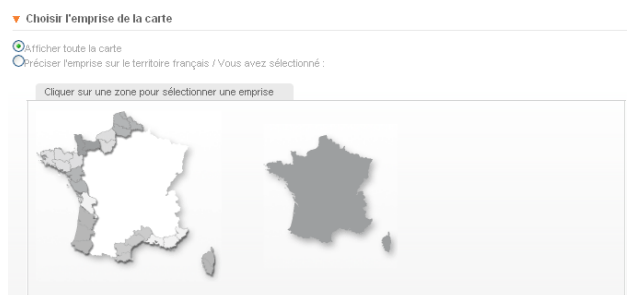 Choisir l'emprise de la carte
Afficher toute la carte
Préciser l'emprise sur le territoire français / Vous avez sélectionné :
Cliquer sur une zone pour sélectionner une emprise